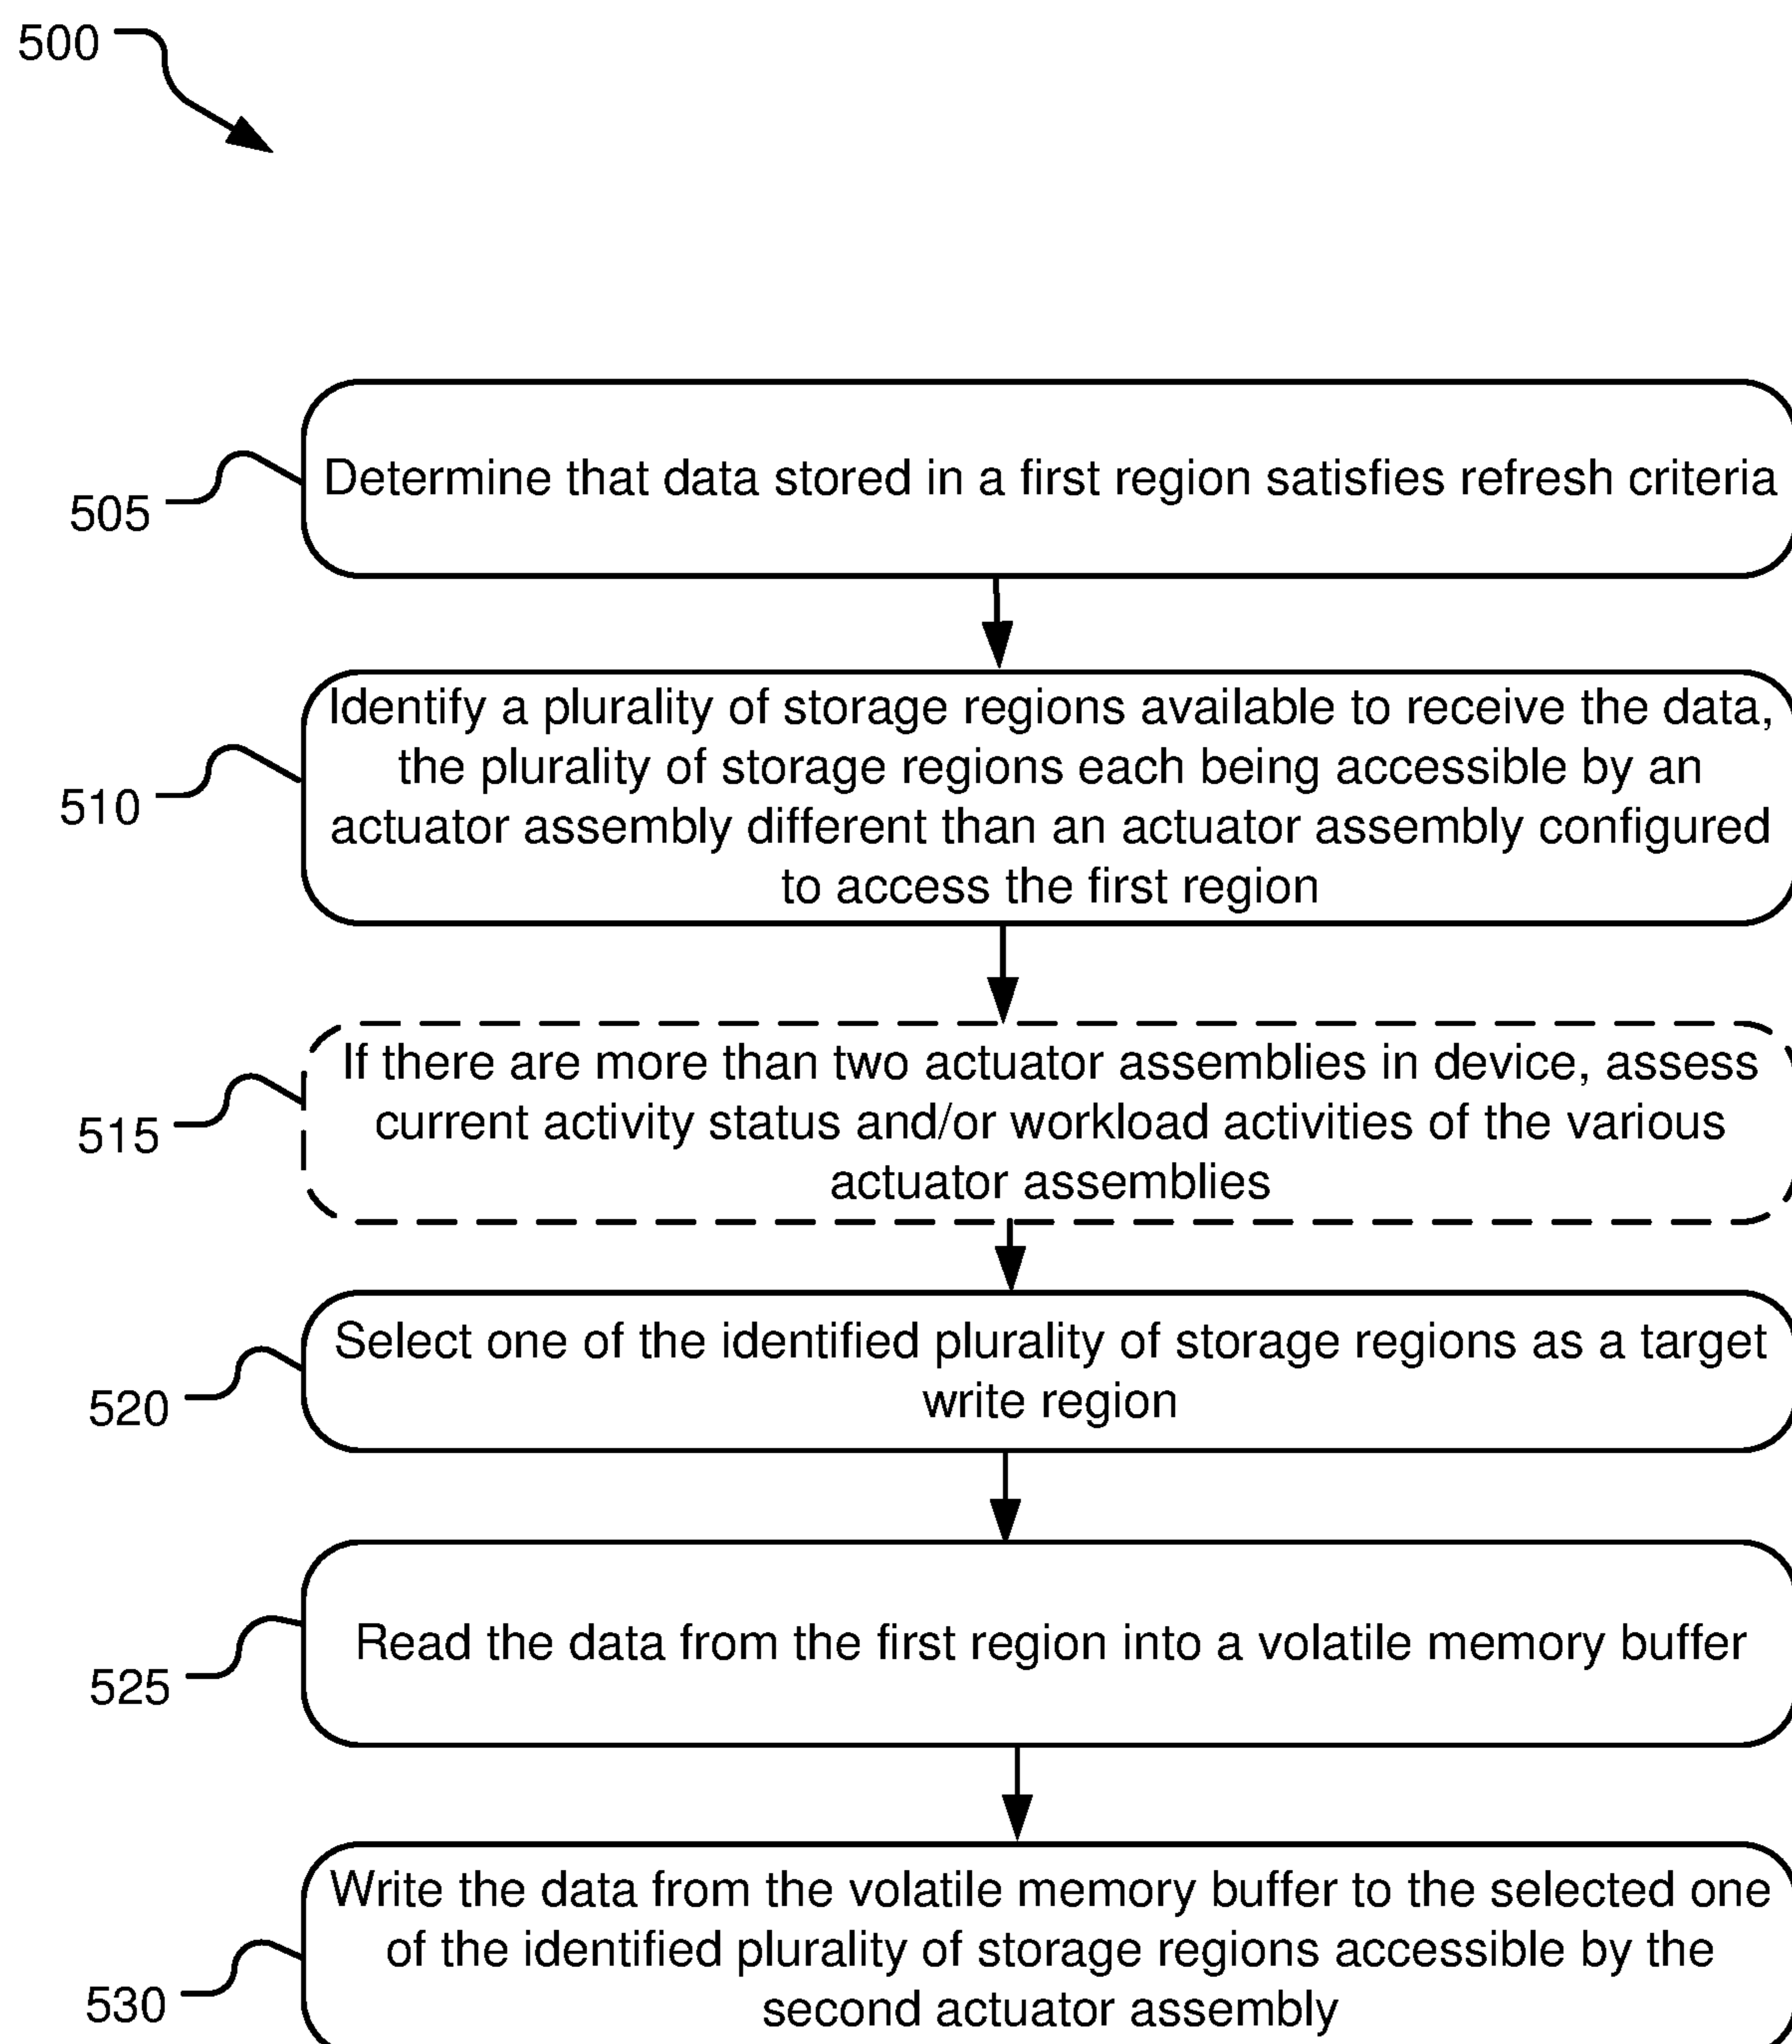 500
Determine that data stored in a first region satisfies refresh criteria
505
Identify a plurality of storage regions available to receive the data,
the plurality of storage regions each being accessible by an
actuator assembly different than an actuator assembly configured
to access the first region
510
If there are more than two actuator assemblies in device, assess
current activity status and/or workload activities of the various
actuator assemblies
515
Select one of the identified plurality of storage regions as a target
write region
520
Read the data from the first region into a volatile memory buffer
525
Write the data from the volatile memory buffer to the selected one
of the identified plurality of storage regions accessible by the
second actuator assembly
530